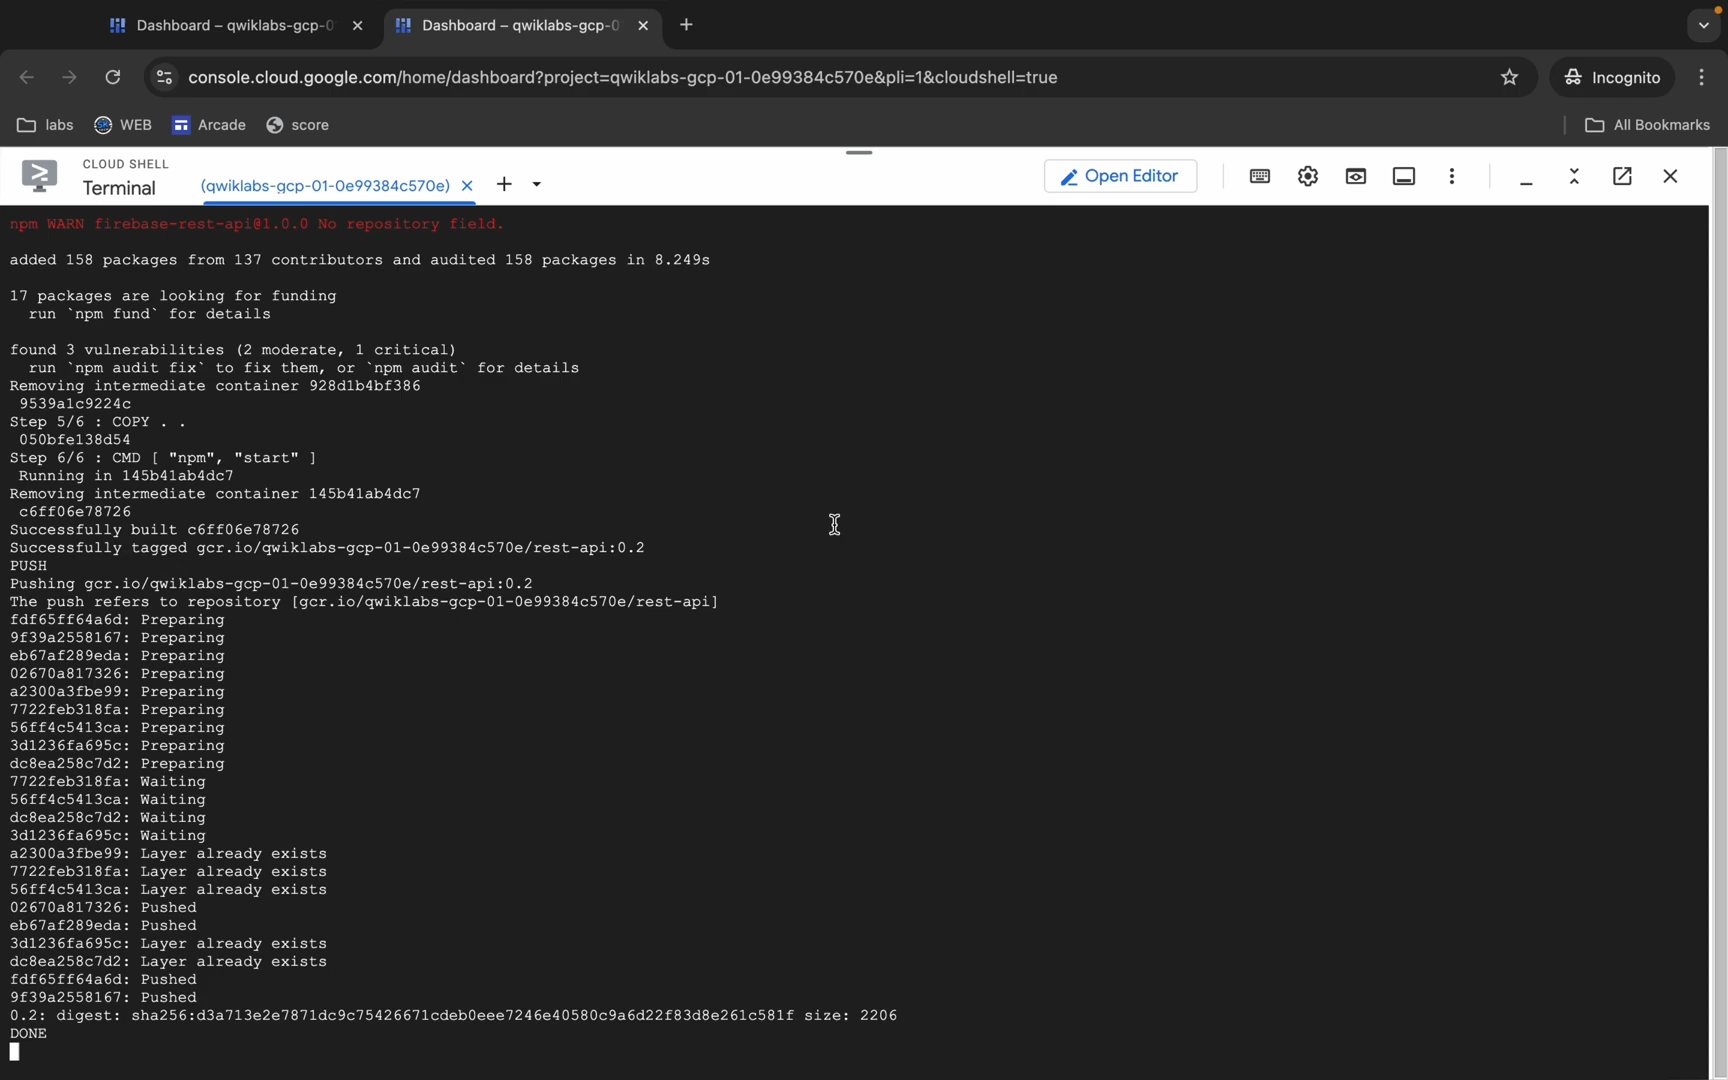 Dashboard – qwiklabs-gcp-0
Dashboard – qwiklabs-gcp-0
console.cloud.google.com/home/dashboard?project=qwiklabs-gcp-01-0e99384c570e&pli=1&cloudshell=true
Incognito
labs
WEB
Arcade
score
All Bookmarks
CLOUD SHELL
Terminal
(qwiklabs-gcp-01-0e99384c570e)
Open Editor
npm WARN firebase-rest-api@1.0.0 No repository field.
added 158 packages from 137 contributors and audited 158 packages in 8.249s
17 packages are looking for funding
run `npm fund` for details
found 3 vulnerabilities (2 moderate, 1 critical)
run `npm audit fix` to fix them, or `npm audit` for details
Removing intermediate container 928d1b4bf386
9539a1c9224c
Step 5/6 : COPY . .
050bfe138d54
Step 6/6 : CMD [ "npm", "start" ]
Running in 145b41ab4dc7
Removing intermediate container 145b41ab4dc7
c6ff06e78726
Successfully built c6ff06e78726
Successfully tagged gcr.io/qwiklabs-gcp-01-0e99384c570e/rest-api:0.2
PUSH
Pushing gcr.io/qwiklabs-gcp-01-0e99384c570e/rest-api:0.2
The push refers to repository [gcr.io/qwiklabs-gcp-01-0e99384c570e/rest-api]
fdf65ff64a6d: Preparing
9f39a2558167: Preparing
eb67af289eda: Preparing
02670a817326: Preparing
a2300a3fbe99: Preparing
7722feb318fa: Preparing
56ff4c5413ca: Preparing
3d1236fa695c: Preparing
dc8ea258c7d2: Preparing
7722feb318fa: Waiting
56ff4c5413ca: Waiting
dc8ea258c7d2: Waiting
3d1236fa695c: Waiting
a2300a3fbe99: Layer already exists
7722feb318fa: Layer already exists
56ff4c5413ca: Layer already exists
02670a817326: Pushed
eb67af289eda: Pushed
3d1236fa695c: Layer already exists
dc8ea258c7d2: Layer already exists
fdf65ff64a6d: Pushed
9f39a2558167: Pushed
0.2: digest: sha256:d3a713e2e7871dc9c75426671cdeb0eee7246e40580c9a6d22f83d8e261c581f size: 2206
DONE